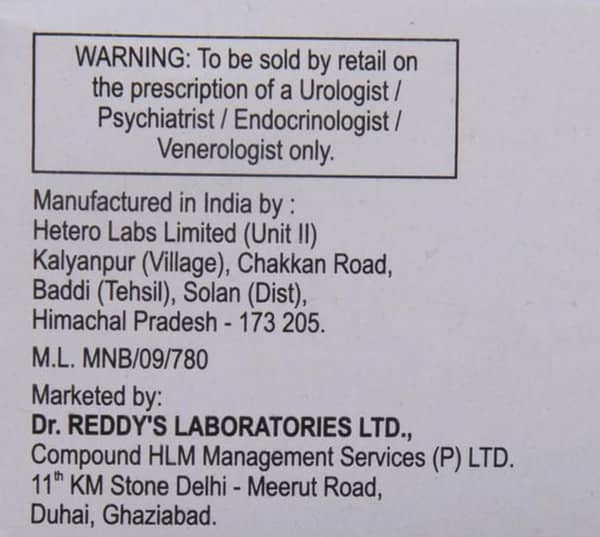 WARNING: To be sold by retail on
the prescription of a Urologist /
Psychiatrist / Endocrinologist /
Venerologist only.
Manufactured in India by :
Hetero Labs Limited (Unit II)
Kalyanpur (Village), Chakkan Road,
Baddi (Tehsil), Solan (Dist),
Himachal Pradesh - 173 205.
M.L. MNB/09/780
Marketed by:
Dr. REDDY'S LABORATORIES LTD.,
Compound HLM Management Services (P) LTD.
11th KM Stone Delhi - Meerut Road,
Duhai, Ghaziabad.